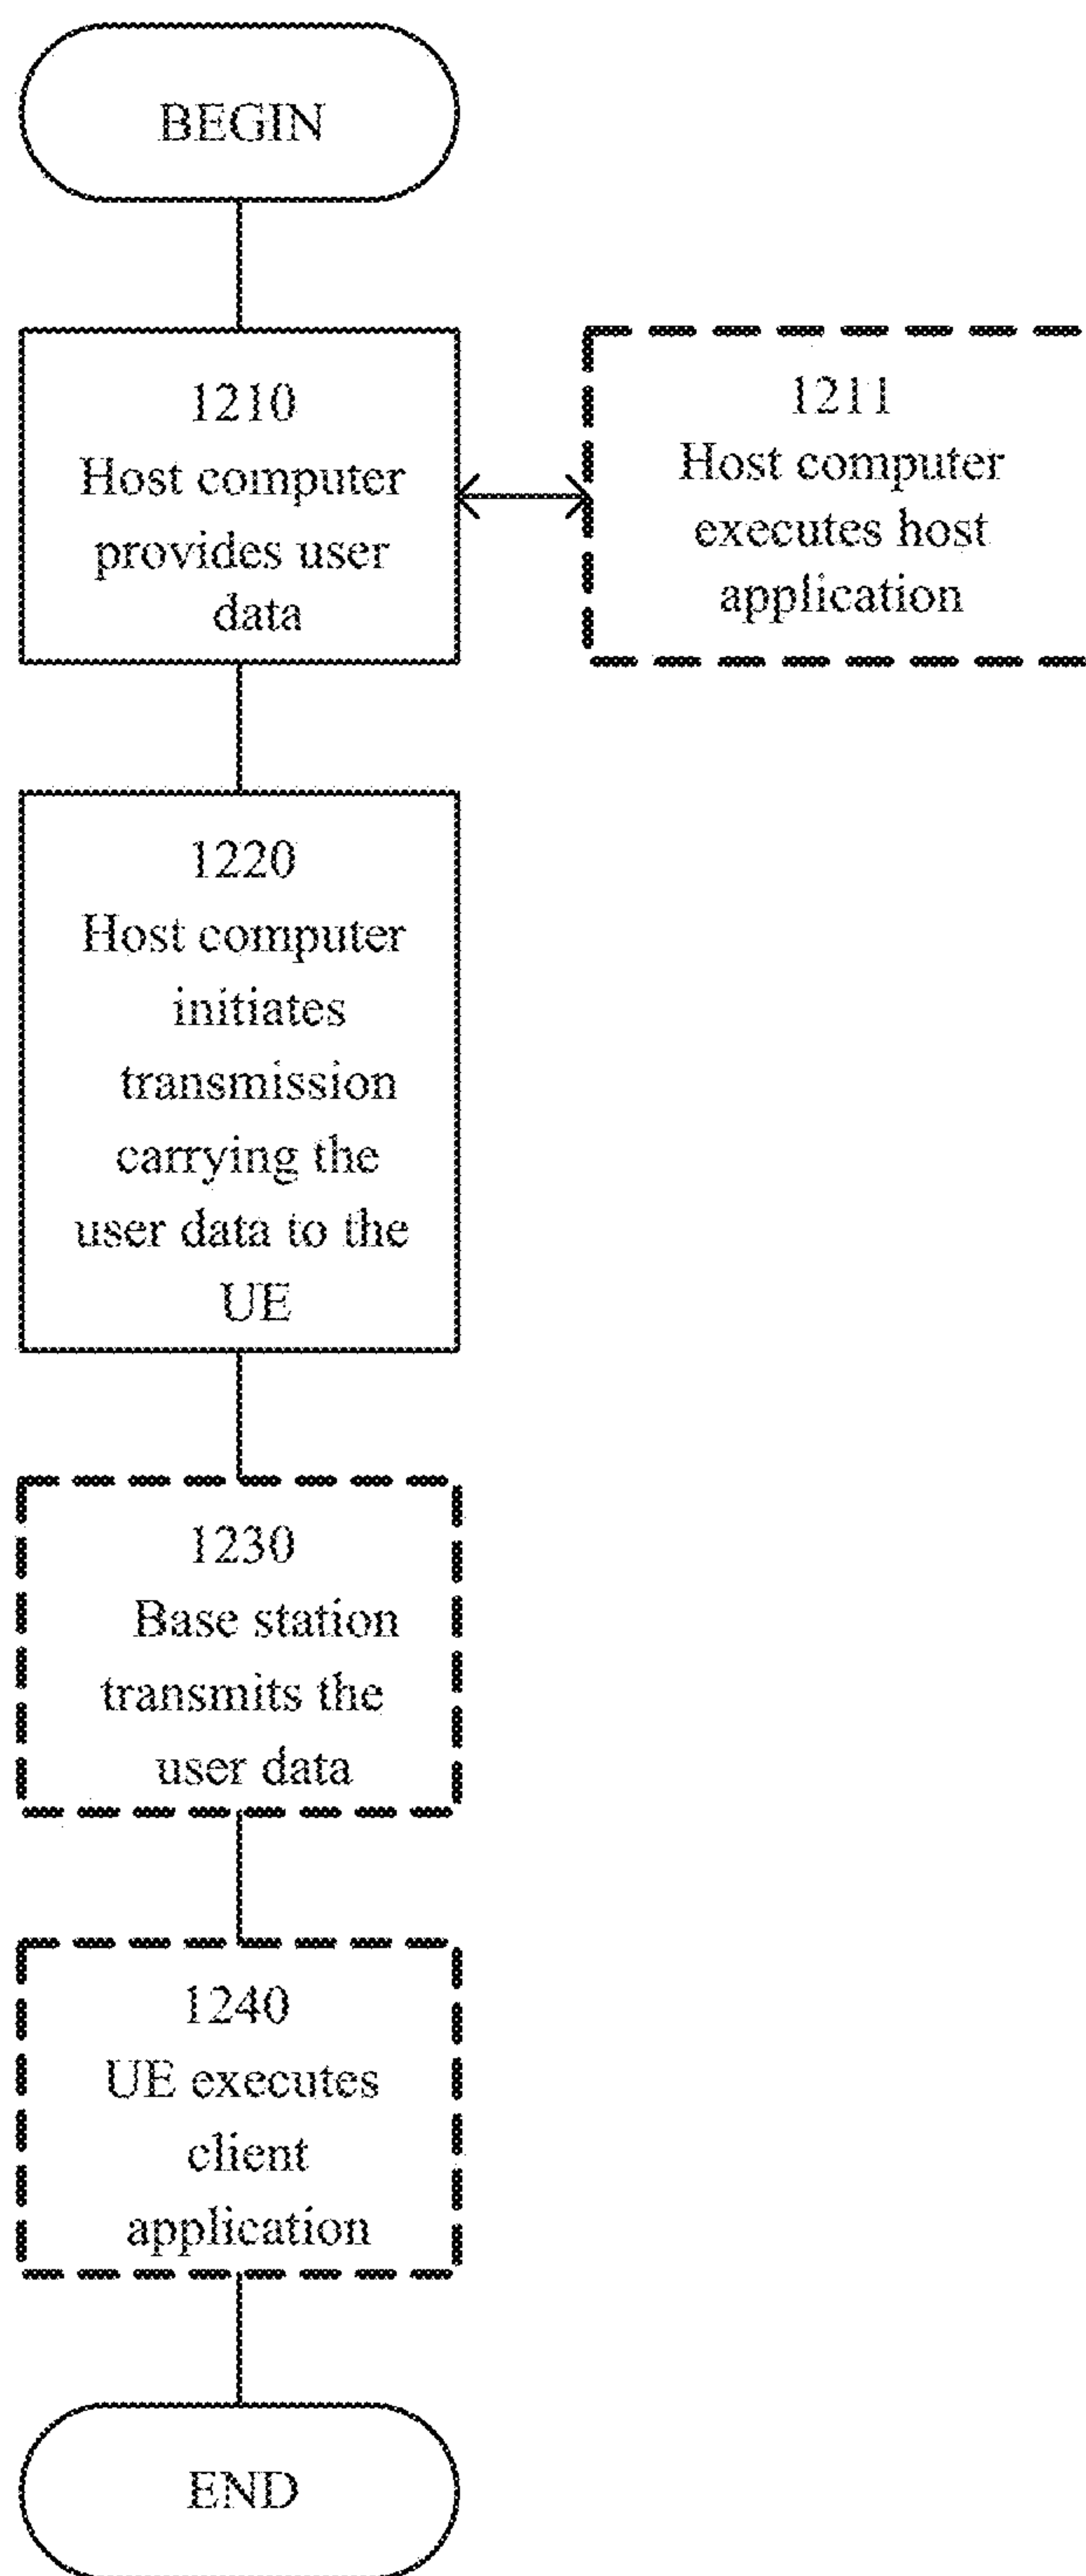 BEGIN
1210
Host computer
provides user
data
1211
Host computer
executes host
application
1220
Host computer
initiates
transmission
carrying the
user data to the
UE
1230
Base station
transmits the
user data
1240
UE executes
client
application
END